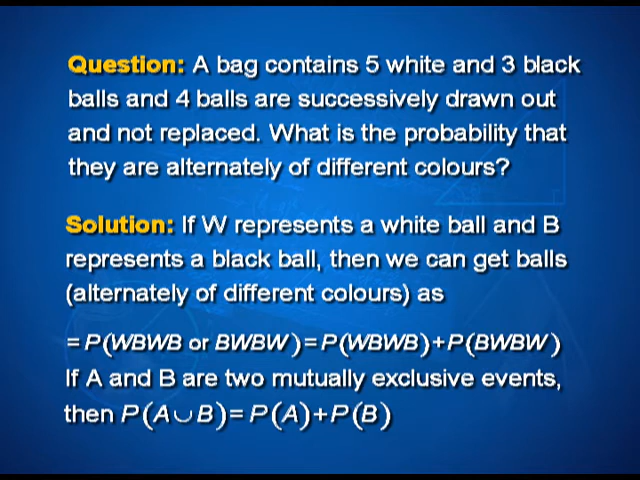 Question: A bag contains 5 white and 3 black
balls and 4 balls are successively drawn out
and not replaced. What is the probability that
they are alternately of different colours?
Solution: If W represents a white ball and B
represents a black ball, then we can get balls
(alternately of different colours) as
= P(WBWB or BWBW) = P(WBWB) + P(BWBW)
If A and B are two mutually exclusive events,
then P(A ∪ B) = P(A) + P(B)